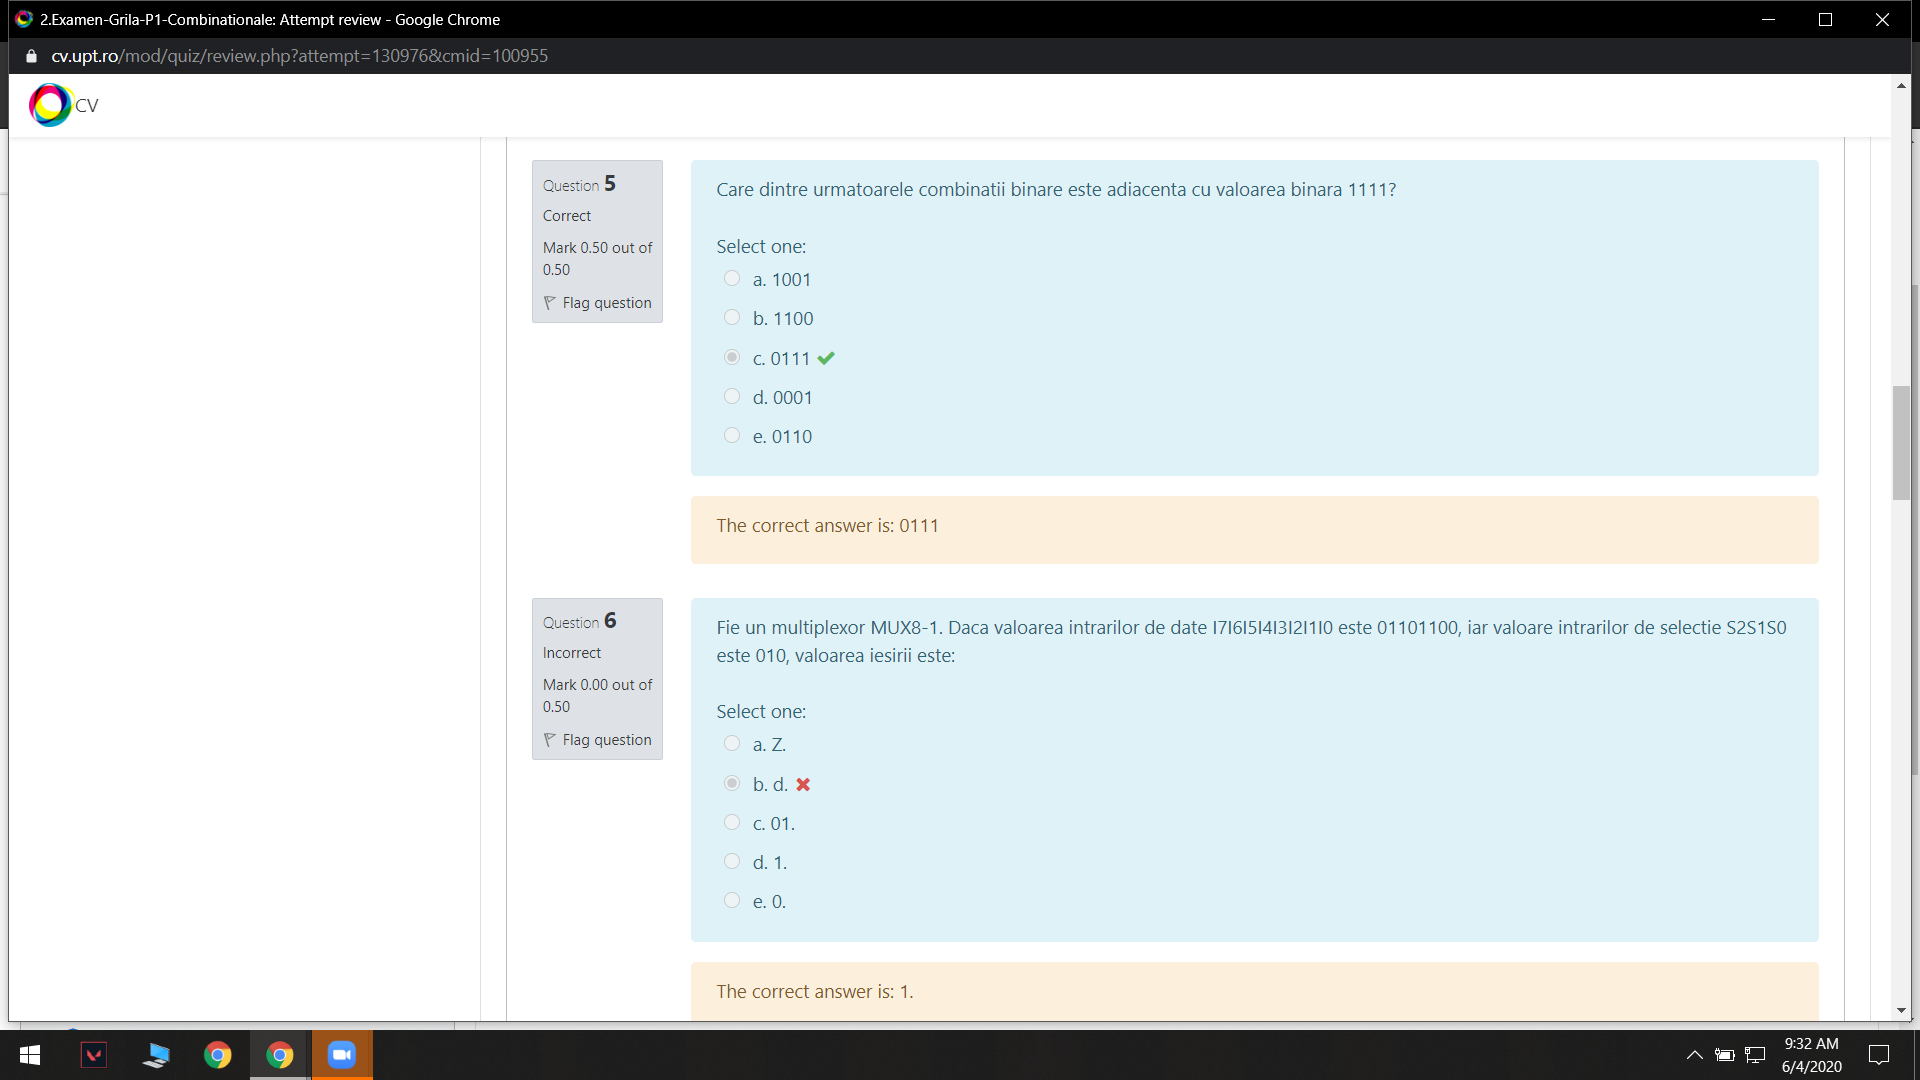 2.Examen-Grila-P1-Combinationale: Attempt review - Google Chrome
cv.upt.ro/mod/quiz/review.php?attempt=130976&cmid=100955
CV
Question 5
Correct
Mark 0.50 out of
0.50
Flag question
Care dintre urmatoarele combinatii binare este adiacenta cu valoarea binara 1111?
Select one:
a. 1001
b. 1100
c. 0111
d. 0001
e. 0110
The correct answer is: 0111
Question 6
Incorrect
Mark 0.00 out of
0.50
Flag question
Fie un multiplexor MUX8-1. Daca valoarea intrarilor de date I7I6I5I4I3I2I1I0 este 01101100, iar valoare intrarilor de selectie S2S1S0
este 010, valoarea iesirii este:
Select one:
a. Z.
b. d.
c. 01.
d. 1.
e. 0.
The correct answer is: 1.
9:32 AM
6/4/2020